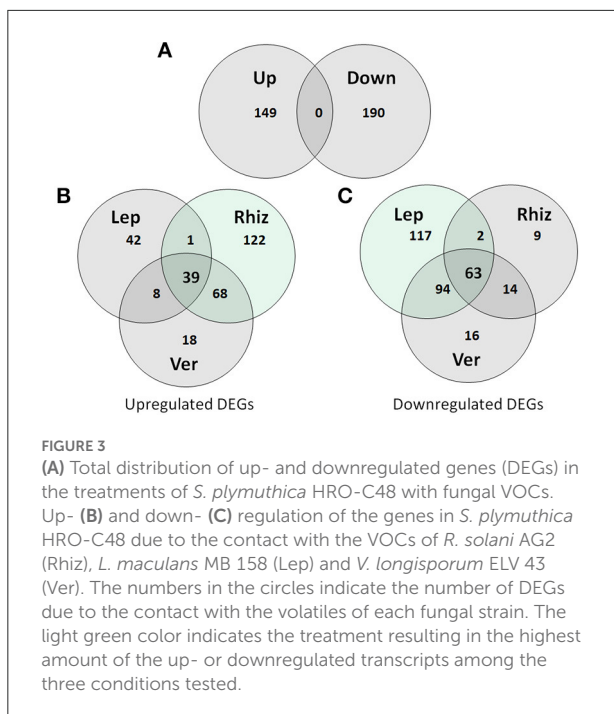 A
Up
Down
149
0
190
B
C
Lep
Rhiz
42
1
122
39
8
68
18
Ver
Upregulated DEGs
Lep
Rhiz
117
2
9
63
94
14
16
Ver
Downregulated DEGs
FIGURE 3
(A) Total distribution of up- and downregulated genes (DEGs) in
the treatments of S. plymuthica HRO-C48 with fungal VOCs.
Up- (B) and down- (C) regulation of the genes in S. plymuthica
HRO-C48 due to the contact with the VOCs of R. solani AG2
(Rhiz), L. maculans MB 158 (Lep) and V. longisporum ELV 43
(Ver). The numbers in the circles indicate the number of DEGs
due to the contact with the volatiles of each fungal strain. The
light green color indicates the treatment resulting in the highest
amount of the up- or downregulated transcripts among the
three conditions tested.